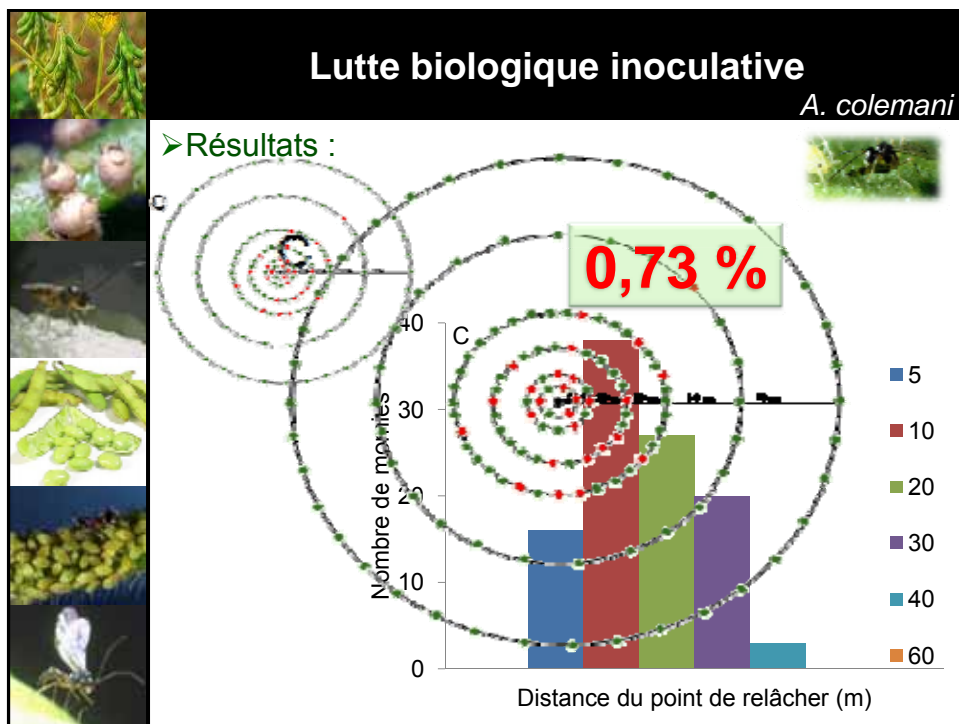 Lutte biologique inoculative
A. colemani
➢Résultats :
C
0,73 %
40
C
30
20
10
0
Nombre de momies
5
10
20
30
40
60
Distance du point de relâcher (m)